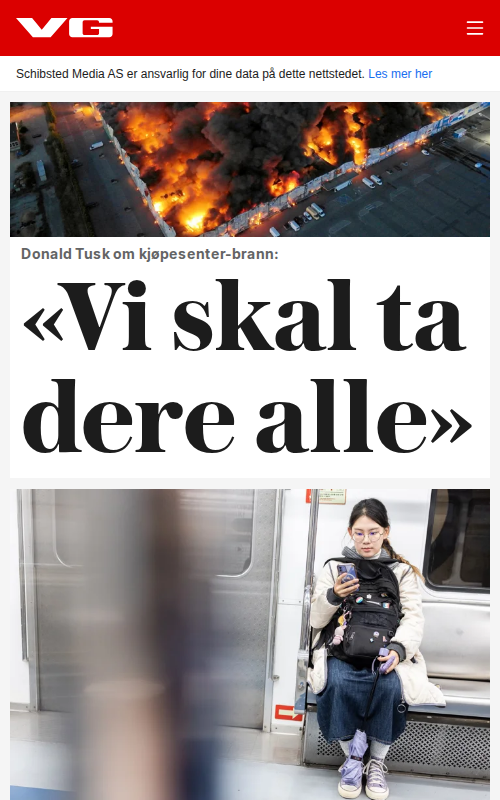 VG
Schibsted Media AS er ansvarlig for dine data på dette nettstedet. Les mer her
Donald Tusk om kjøpesenter-brann:
«Vi skal ta
dere alle»